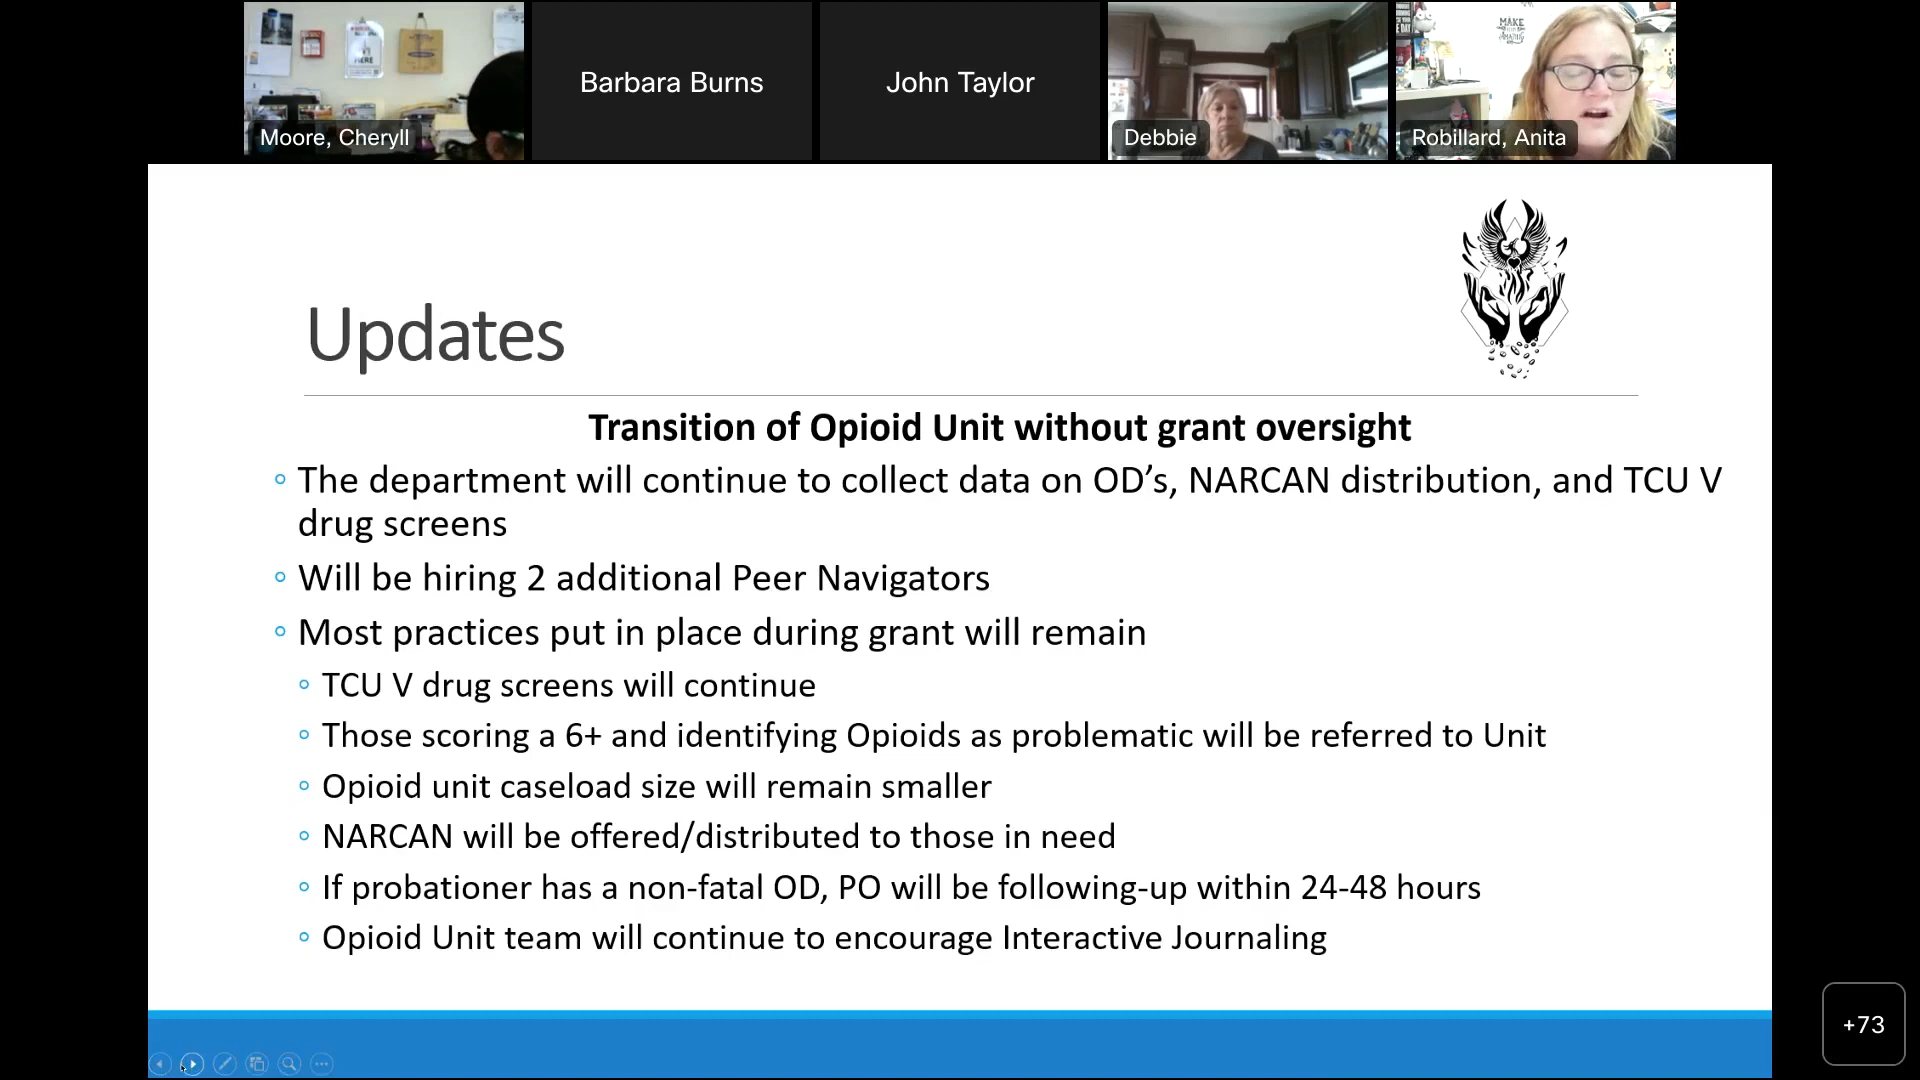 MAKE
Moore, Cheryll
Barbara Burns
John Taylor
Debbie
Robillard, Anita
Updates
Transition of Opioid Unit without grant oversight
The department will continue to collect data on OD’s, NARCAN distribution, and TCU V
drug screens
Will be hiring 2 additional Peer Navigators
Most practices put in place during grant will remain
TCU V drug screens will continue
Those scoring a 6+ and identifying Opioids as problematic will be referred to Unit
Opioid unit caseload size will remain smaller
NARCAN will be offered/distributed to those in need
If probationer has a non-fatal OD, PO will be following-up within 24-48 hours
Opioid Unit team will continue to encourage Interactive Journaling
+73